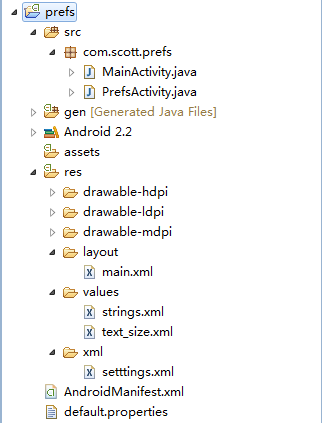 prefs
src
com.scott.prefs
MainActivity.java
PrefsActivity.java
gen [Generated Java Files]
Android 2.2
assets
res
drawable-hdpi
drawable-ldpi
drawable-mdpi
layout
main.xml
values
strings.xml
text_size.xml
xml
setttings.xml
AndroidManifest.xml
default.properties